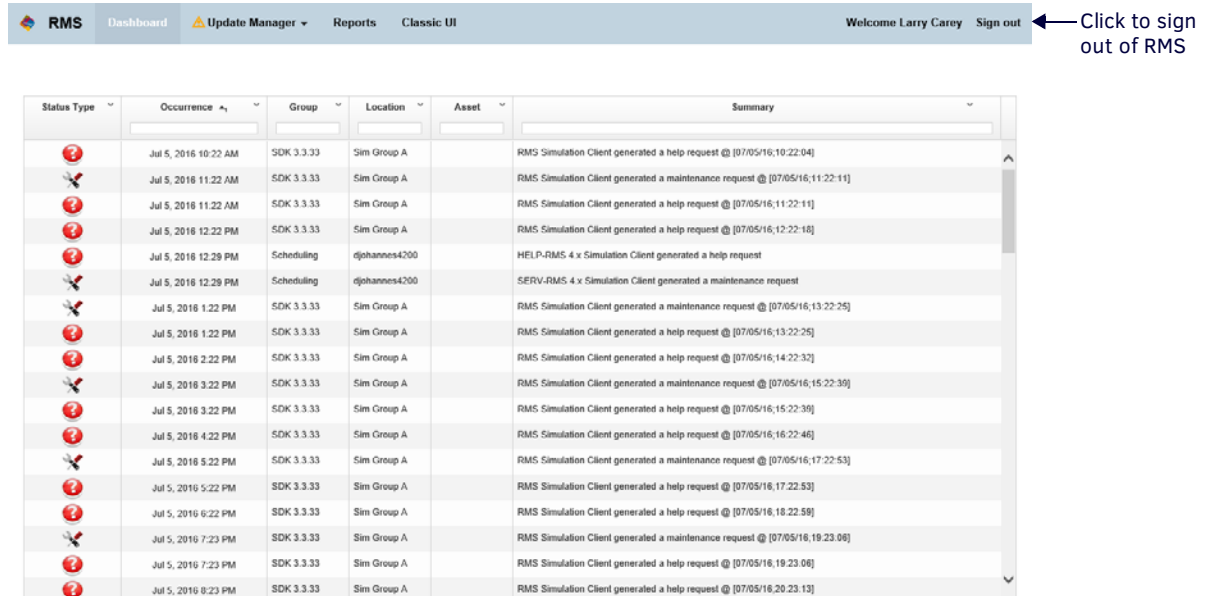 RMS Dashboard Update Manager Reports Classic UI Welcome Larry Carey Sign out
Click to sign
out of RMS
Status Type Occurrence Group Location Asset Summary
Jul 5, 2016 10:22 AM SDK 3.3.33 Sim Group A RMS Simulation Client generated a help request @ [07/05/16;10:22:04]
Jul 5, 2016 11:22 AM SDK 3.3.33 Sim Group A RMS Simulation Client generated a maintenance request @ [07/05/16;11:22:11]
Jul 5, 2016 11:22 AM SDK 3.3.33 Sim Group A RMS Simulation Client generated a help request @ [07/05/16;11:22:11]
Jul 5, 2016 12:22 PM SDK 3.3.33 Sim Group A RMS Simulation Client generated a help request @ [07/05/16;12:22:18]
Jul 5, 2016 12:29 PM Scheduling djohannes4200 HELP-RMS 4.x Simulation Client generated a help request
Jul 5, 2016 12:29 PM Scheduling djohannes4200 SERV-RMS 4.x Simulation Client generated a maintenance request
Jul 5, 2016 1:22 PM SDK 3.3.33 Sim Group A RMS Simulation Client generated a maintenance request @ [07/05/16;13:22:25]
Jul 5, 2016 1:22 PM SDK 3.3.33 Sim Group A RMS Simulation Client generated a help request @ [07/05/16;13:22:25]
Jul 5, 2016 2:22 PM SDK 3.3.33 Sim Group A RMS Simulation Client generated a help request @ [07/05/16;14:22:32]
Jul 5, 2016 3:22 PM SDK 3.3.33 Sim Group A RMS Simulation Client generated a maintenance request @ [07/05/16;15:22:39]
Jul 5, 2016 3:22 PM SDK 3.3.33 Sim Group A RMS Simulation Client generated a help request @ [07/05/16;15:22:39]
Jul 5, 2016 4:22 PM SDK 3.3.33 Sim Group A RMS Simulation Client generated a help request @ [07/05/16;16:22:46]
Jul 5, 2016 5:22 PM SDK 3.3.33 Sim Group A RMS Simulation Client generated a maintenance request @ [07/05/16;17:22:53]
Jul 5, 2016 5:22 PM SDK 3.3.33 Sim Group A RMS Simulation Client generated a help request @ [07/05/16;17:22:53]
Jul 5, 2016 6:22 PM SDK 3.3.33 Sim Group A RMS Simulation Client generated a help request @ [07/05/16;18:22:59]
Jul 5, 2016 7:23 PM SDK 3.3.33 Sim Group A RMS Simulation Client generated a maintenance request @ [07/05/16;19:23:06]
Jul 5, 2016 7:23 PM SDK 3.3.33 Sim Group A RMS Simulation Client generated a help request @ [07/05/16;19:23:06]
Jul 5, 2016 8:23 PM SDK 3.3.33 Sim Group A RMS Simulation Client generated a help request @ [07/05/16;20:23:13]